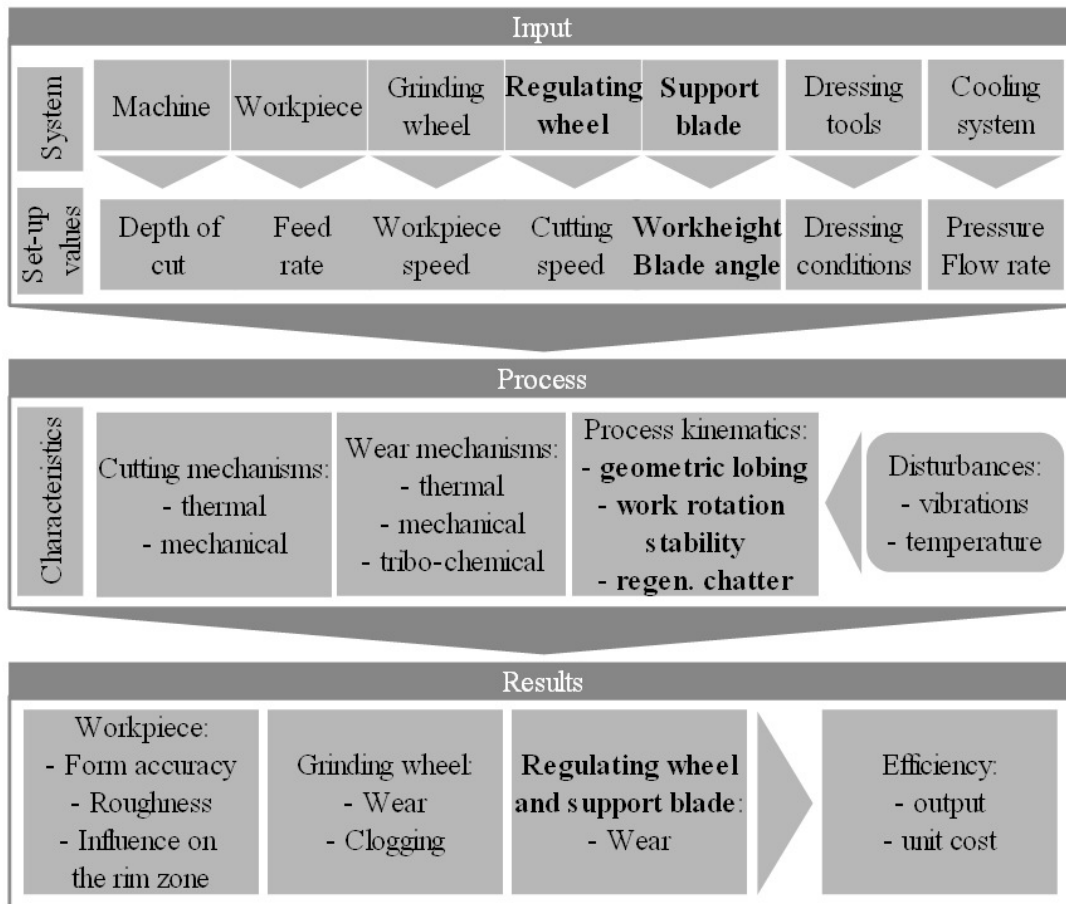 Input
System
Machine
Workpiece
Grinding
wheel
Regulating
wheel
Support
blade
Dressing
tools
Cooling
system
Set-up
values
Depth of
cut
Feed
rate
Workpiece
speed
Cutting
speed
Workheight
Blade angle
Dressing
conditions
Pressure
Flow rate
Process
Characteristics
Cutting mechanisms:
- thermal
- mechanical
Wear mechanisms:
- thermal
- mechanical
- tribo-chemical
Process kinematics:
- geometric lobing
- work rotation
stability
- regen. chatter
Disturbances:
- vibrations
- temperature
Results
Workpiece:
- Form accuracy
- Roughness
- Influence on
the rim zone
Grinding wheel:
- Wear
- Clogging
Regulating wheel
and support blade:
- Wear
Efficiency:
- output
- unit cost